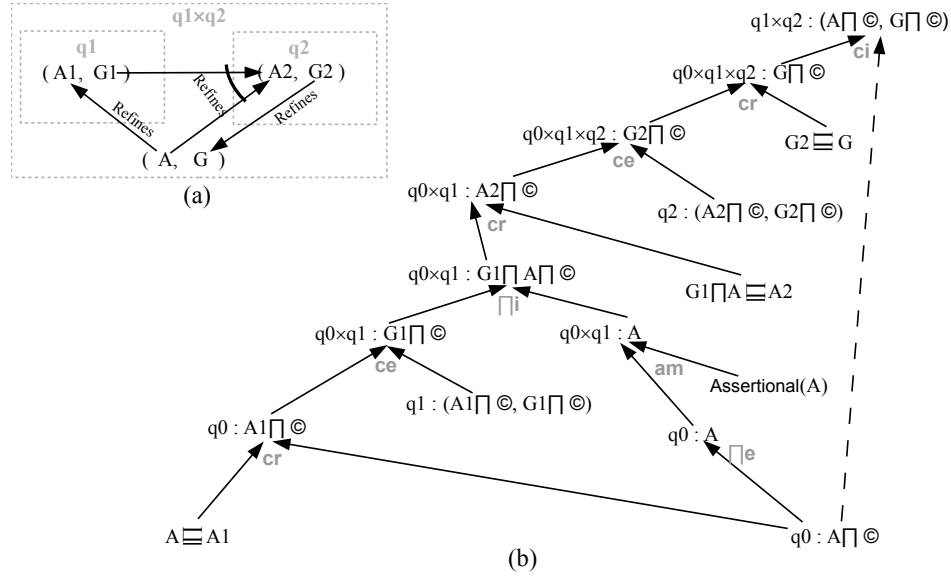 q1×q2
q1
q2
( A1, G1 )
( A2, G2 )
Refines
Refines
Refines
( A, G )
(a)
q1×q2 : (A∏ ©, G∏ ©)
ci
q0×q1×q2 : G∏ ©
cr
q0×q1×q2 : G2∏ ©
G2 ⊑ G
ce
q0×q1 : A2∏ ©
q2 : (A2∏ ©, G2∏ ©)
cr
q0×q1 : G1∏ A∏ ©
G1∏A ⊑ A2
∏i
q0×q1 : G1∏ ©
q0×q1 : A
ce
am
Assertional(A)
q1 : (A1∏ ©, G1∏ ©)
q0 : A1∏ ©
q0 : A
cr
∏e
A ⊑ A1
q0 : A∏ ©
(b)